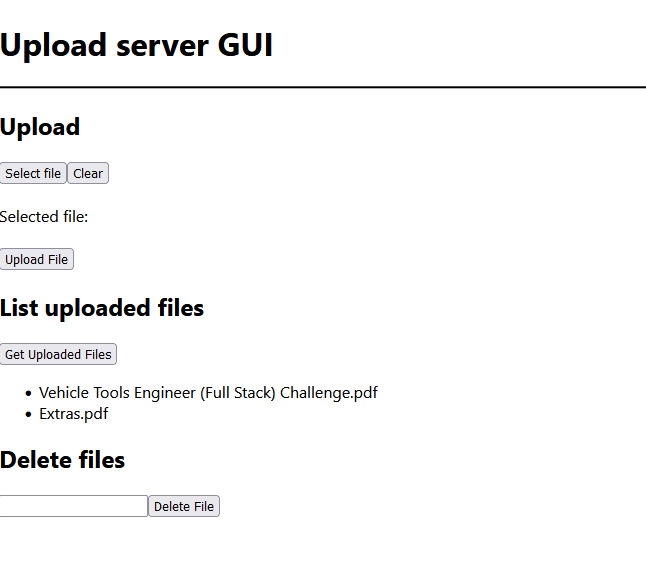 Upload server GUI
Upload
Select file Clear
Selected file:
Upload File
List uploaded files
Get Uploaded Files
• Vehicle Tools Engineer (Full Stack) Challenge.pdf
• Extras.pdf
Delete files
Delete File